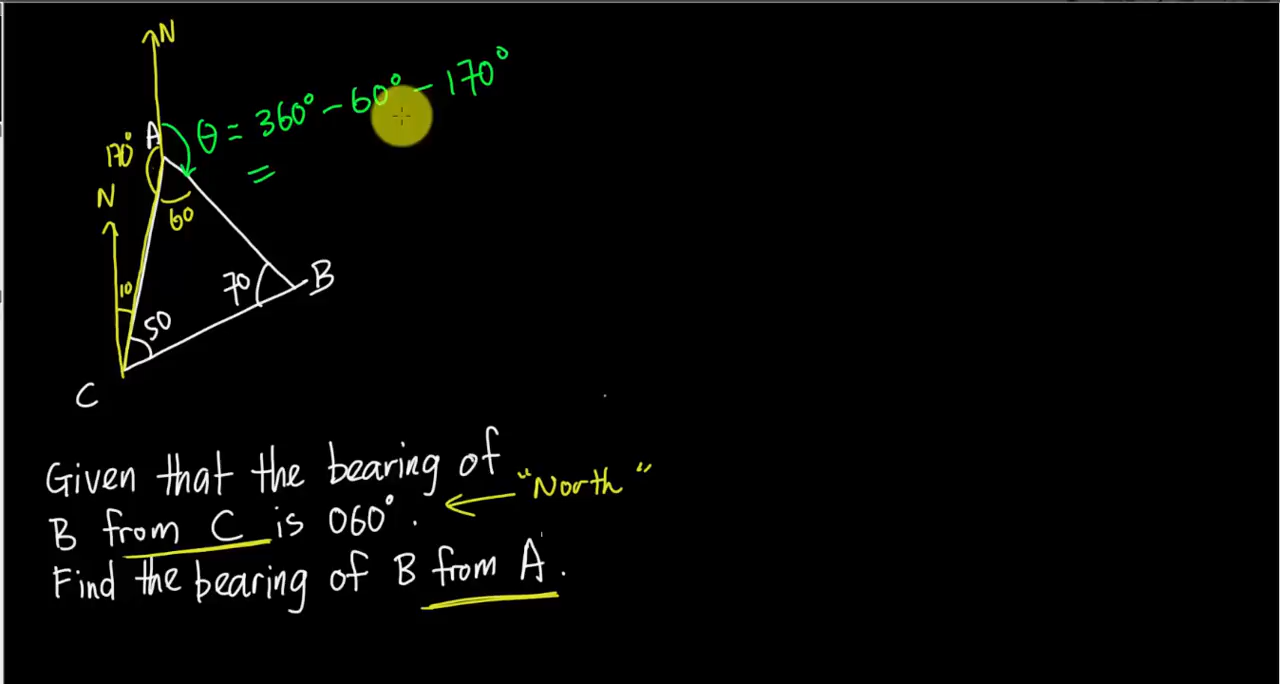 N
A
170°
θ = 360° - 60° - 170°
=
N
60
10
50
70
B
C
Given that the bearing of
B from C is 060°. ← "North"
Find the bearing of B from A.